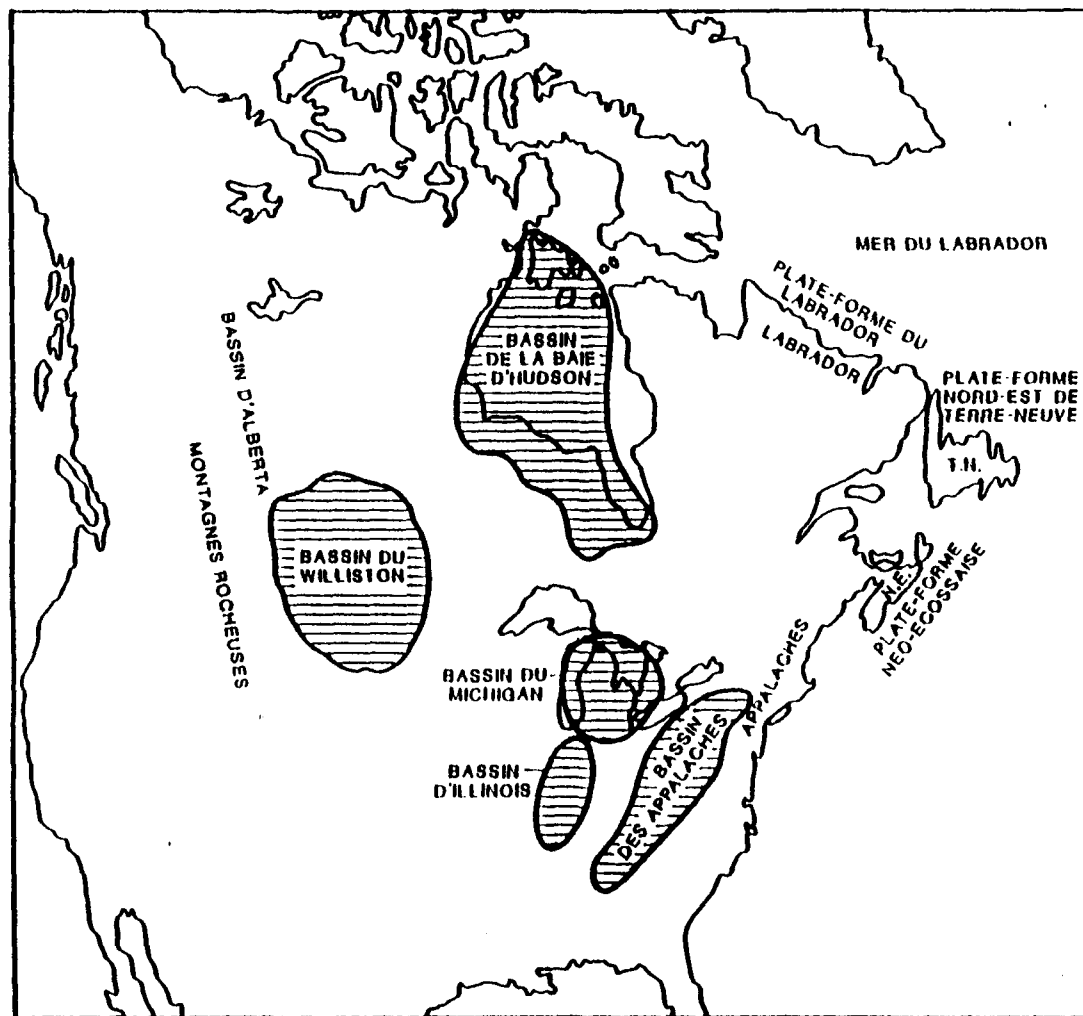 MER DU LABRADOR
PLATE-FORME DU
LABRADOR
LABRADOR
PLATE-FORME
NORD-EST DE
TERRE-NEUVE
T.N.
BASSIN
DE LA BAIE
D'HUDSON
BASSIN D'ALBERTA
MONTAGNES ROCHEUSES
BASSIN DU
WILLISTON
N.E.
PLATE-FORME
NEO-ECOSSAISE
APPALACHES
BASSIN DU
MICHIGAN
BASSIN
DES APPALACHES
BASSIN
D'ILLINOIS